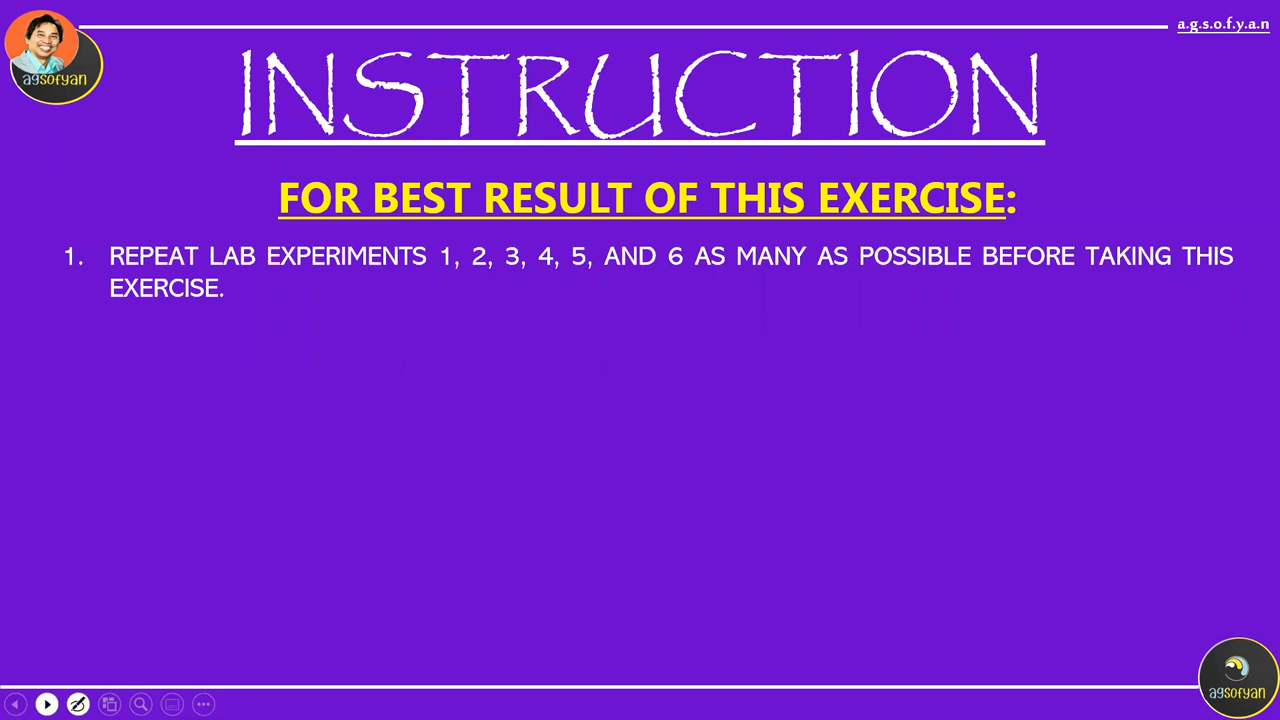 a.g.s.o.f.y.a.n
agsofyan
INSTRUCTION
FOR BEST RESULT OF THIS EXERCISE:
1. REPEAT LAB EXPERIMENTS 1, 2, 3, 4, 5, AND 6 AS MANY AS POSSIBLE BEFORE TAKING THIS
EXERCISE.
agsofyan